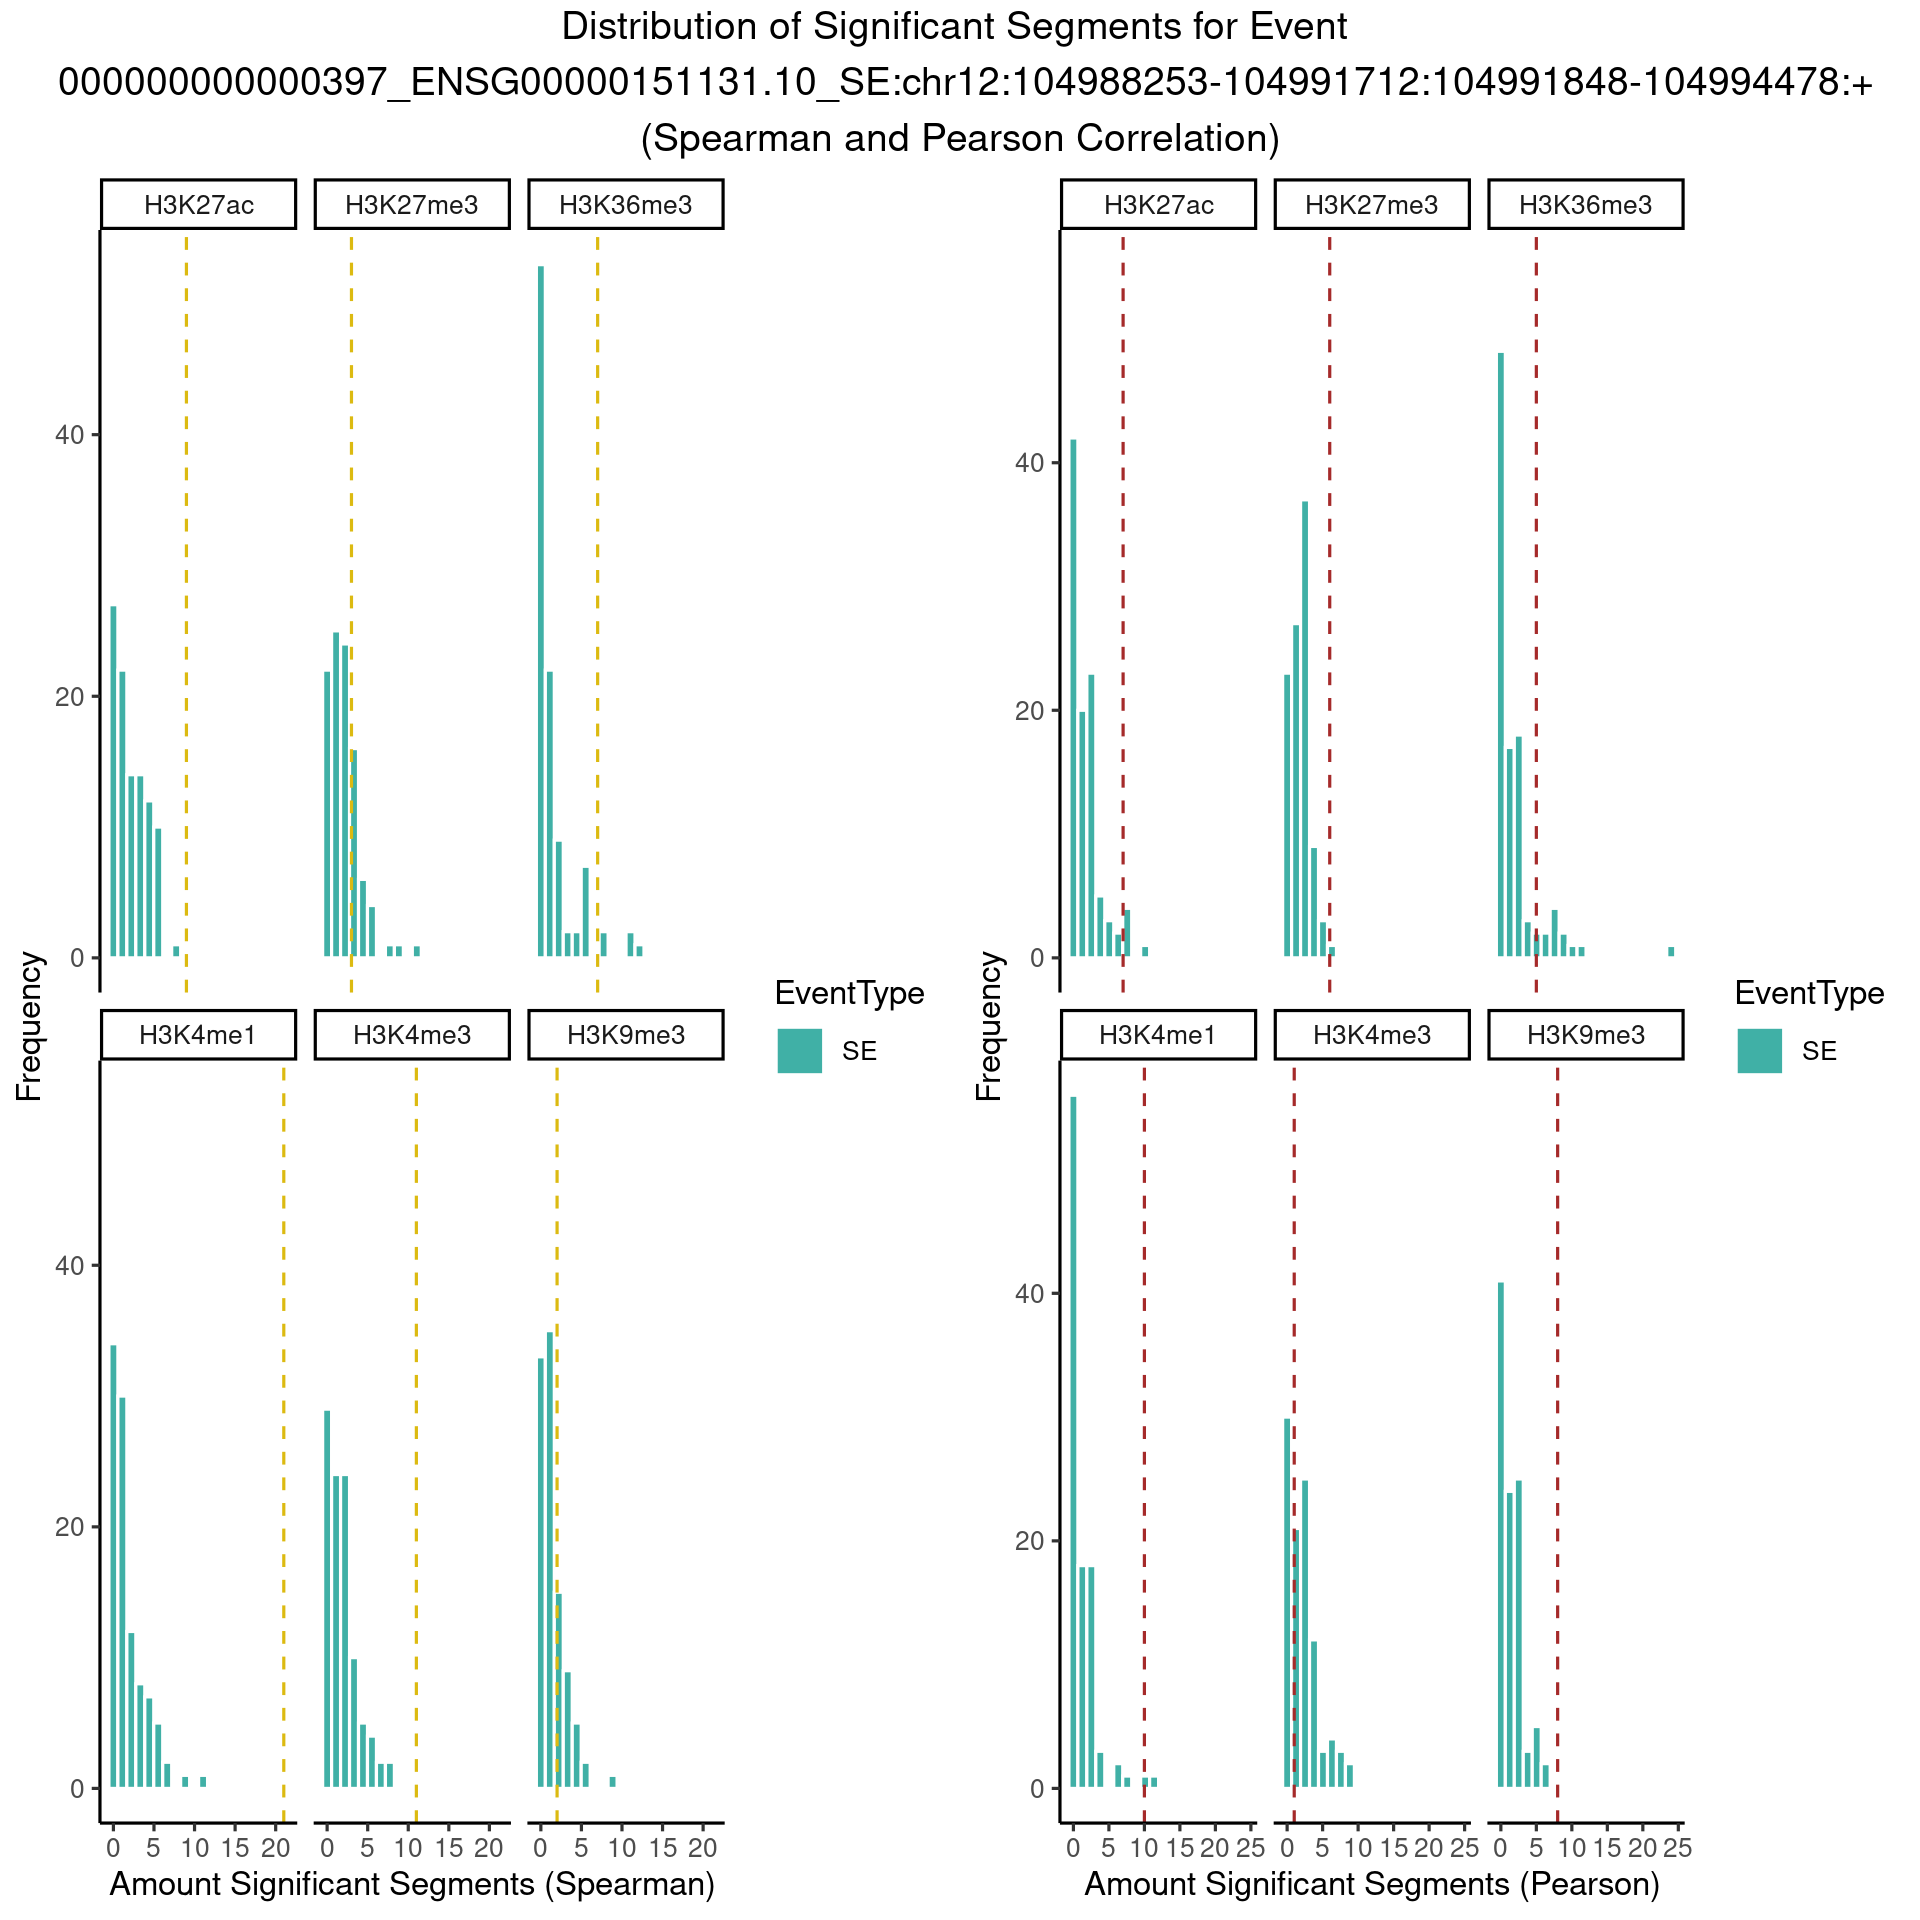 Distribution of Significant Segments for Event
000000000000397_ENSG00000151131.10_SE:chr12:104988253-104991712:104991848-104994478:+
(Spearman and Pearson Correlation)
H3K27ac
H3K27me3
H3K36me3
40
20
0
H3K4me1
H3K4me3
H3K9me3
40
20
0
0 5 10 15 20
0 5 10 15 20
0 5 10 15 20
Frequency
Amount Significant Segments (Spearman)
EventType
SE
H3K27ac
H3K27me3
H3K36me3
40
20
0
H3K4me1
H3K4me3
H3K9me3
40
20
0
0 5 10 15 20 25
0 5 10 15 20 25
0 5 10 15 20 25
Frequency
Amount Significant Segments (Pearson)
EventType
SE